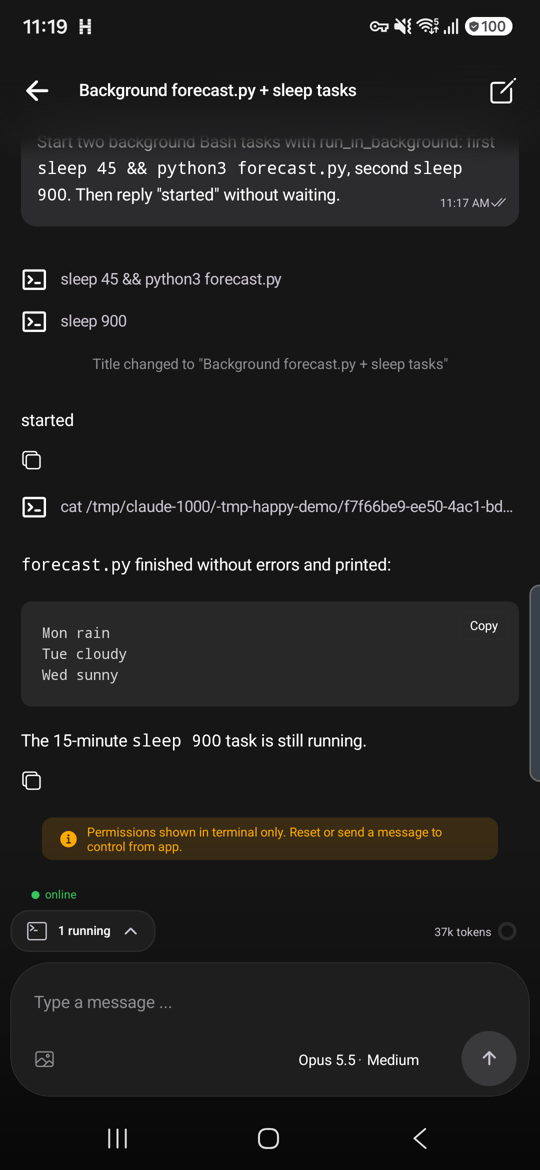 11:19
5
100
Background forecast.py + sleep tasks
Start two background Bash tasks with run_in_background: first
sleep 45 && python3 forecast.py, second sleep
900. Then reply "started" without waiting.
11:17 AM
sleep 45 && python3 forecast.py
sleep 900
Title changed to "Background forecast.py + sleep tasks"
started
cat /tmp/claude-1000/-tmp-happy-demo/f7f66be9-ee50-4ac1-bd...
forecast.py finished without errors and printed:
Copy
Mon rain
Tue cloudy
Wed sunny
The 15-minute sleep 900 task is still running.
Permissions shown in terminal only. Reset or send a message to
control from app.
online
1 running
37k tokens
Type a message ...
Opus 5.5 · Medium